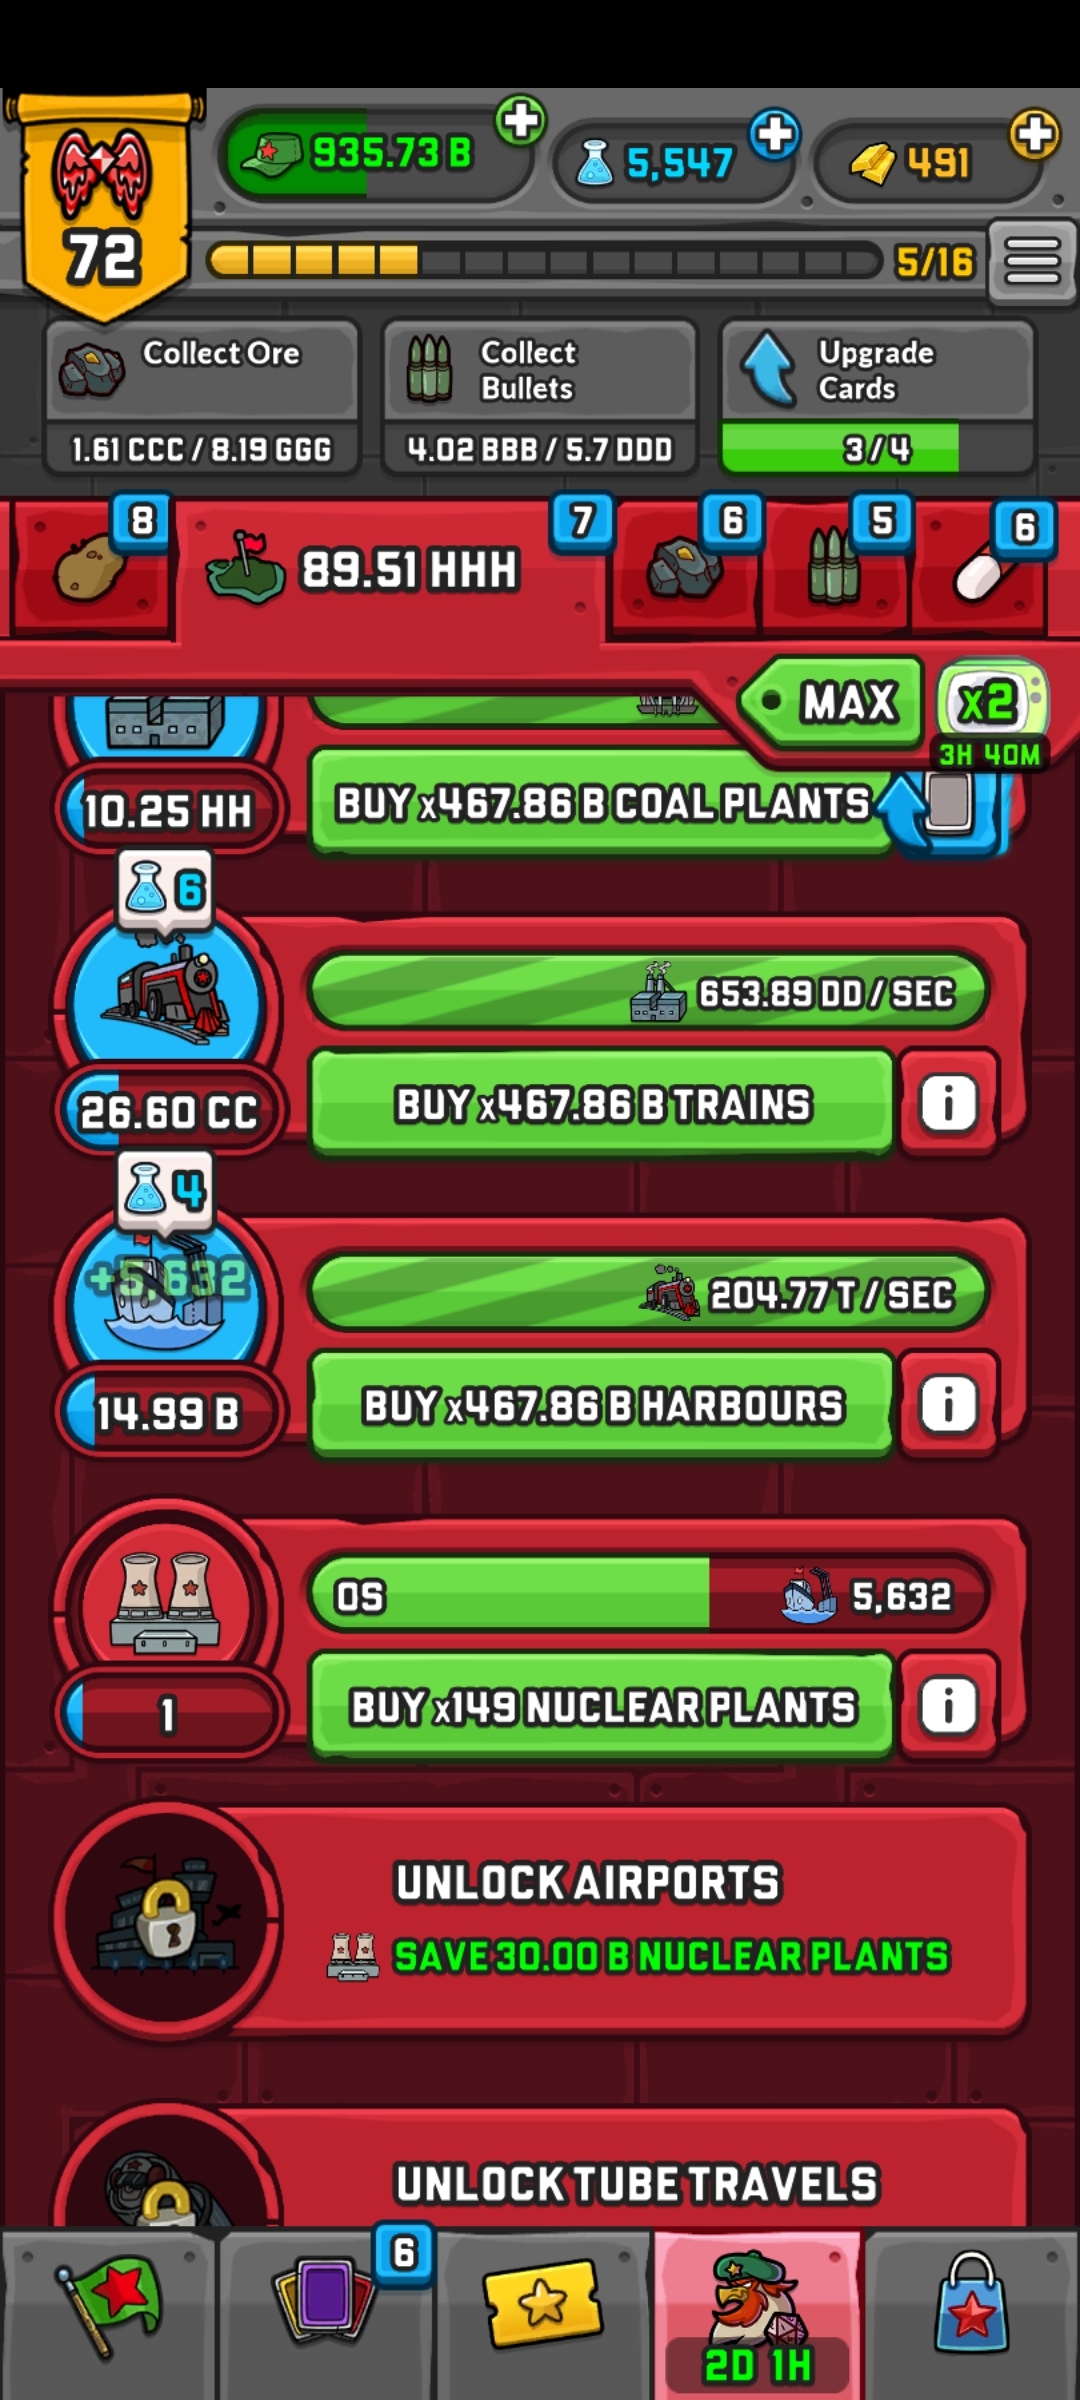 935.73 B
5,547
491
72
5/16
Collect Ore
1.61 CCC / 8.19 GGG
Collect
Bullets
4.02 BBB / 5.7 DDD
Upgrade
Cards
3/4
8
89.51 HHH
7
6
5
6
MAX
x2
3H 40M
10.25 HH
BUY x467.86 B COAL PLANTS
6
653.89 DD / SEC
26.60 CC
BUY x467.86 B TRAINS
i
4
+5,632
204.77 T / SEC
14.99 B
BUY x467.86 B HARBOURS
i
0S
5,632
1
BUY x149 NUCLEAR PLANTS
i
UNLOCK AIRPORTS
SAVE 30.00 B NUCLEAR PLANTS
UNLOCK TUBE TRAVELS
6
2D 1H